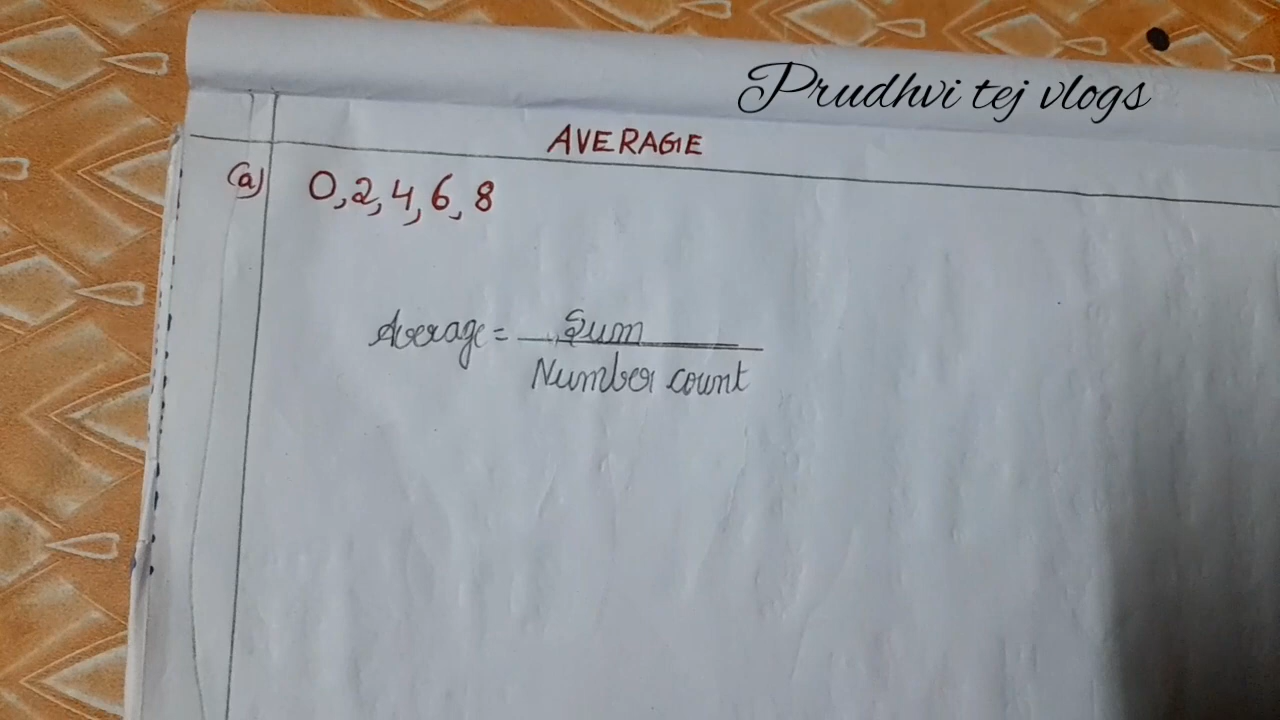 Prudhvi tej vlogs
AVERAGE
(a) 0,2,4,6,8
Average = Sum
Number count